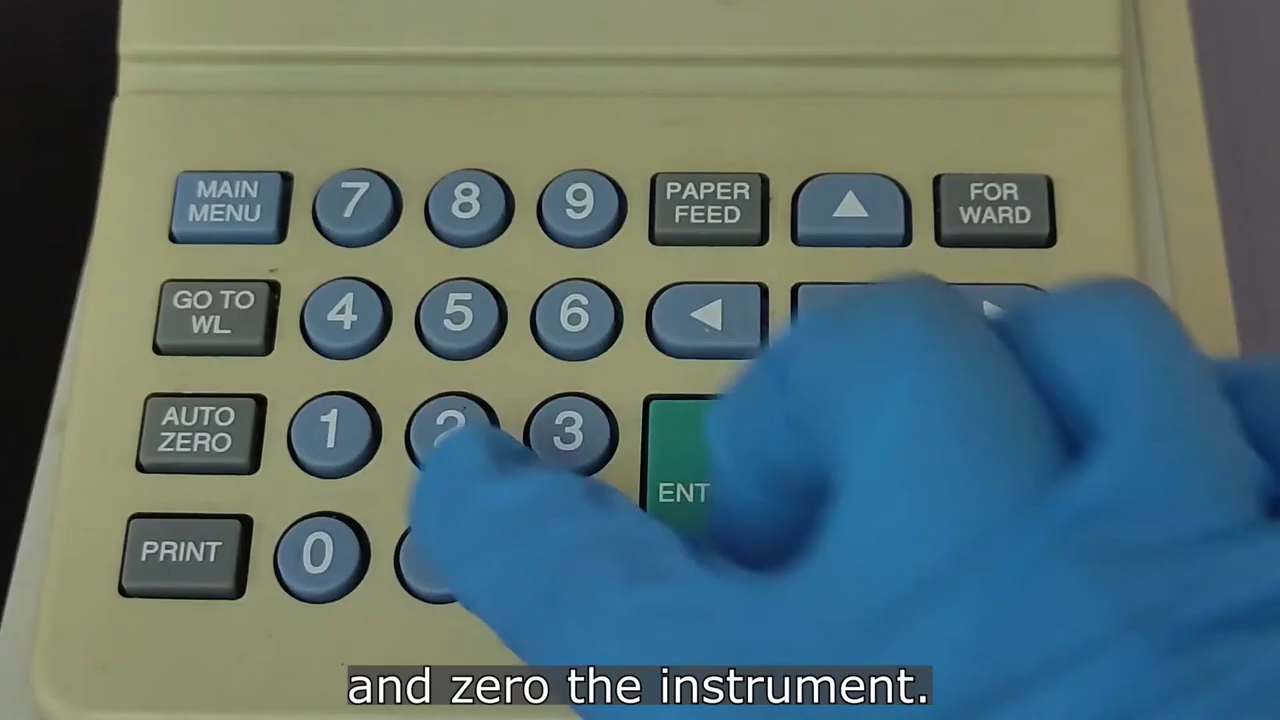 MAIN
MENU
7
8
9
PAPER
FEED
FOR
WARD
GO TO
WL
4
5
6
AUTO
ZERO
1
2
3
ENT
PRINT
0
and zero the instrument.